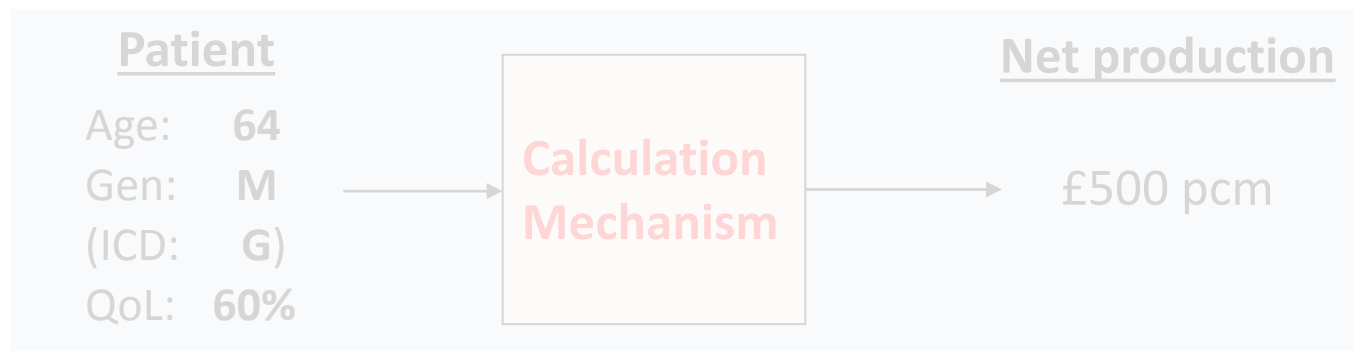 Patient
Age: 64
Gen: M
(ICD: G)
QoL: 60%
Calculation
Mechanism
Net production
£500 pcm